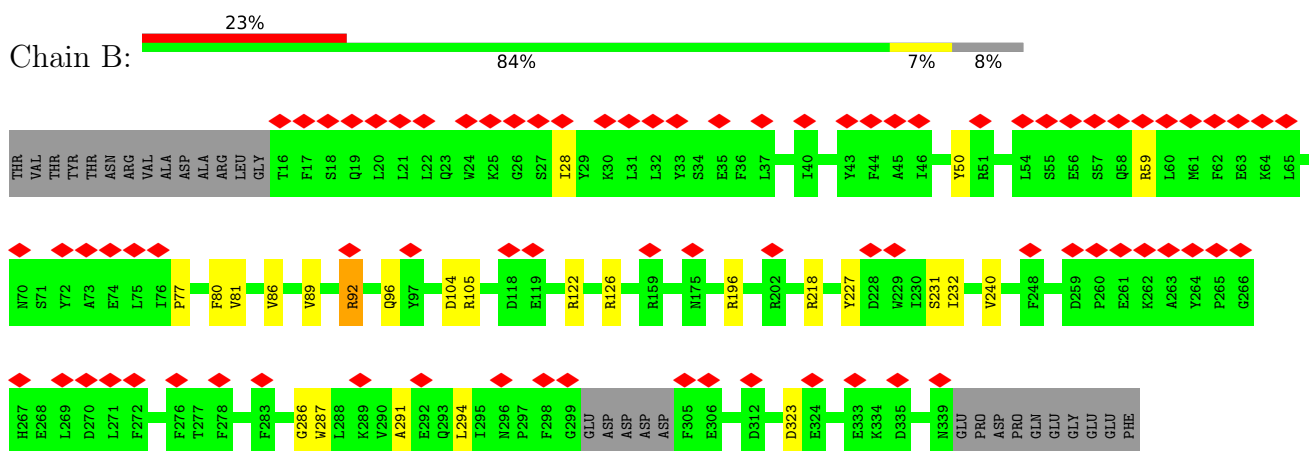 23%
Chain B:
84% 7% 8%
THR VAL THR TYR THR ASN ARG VAL ALA ASP ALA ARG LEU GLY T16 F17 S18 Q19 L20 L21 L22 Q23 W24 K25 G26 S27 I28 Y29 K30 L31 L32 Y33 S34 E35 F36 L37 I40 Y43 F44 A45 I46 Y50 R51 L54 S55 E56 S57 Q58 R59 L60 M61 F62 E63 K64 L65
N70 S71 Y72 A73 E74 L75 I76 P77 F80 V81 V86 V89 R92 Q96 Y97 D104 R105 D118 E119 R122 R126 R159 N175 R196 R202 R218 Y227 D228 W229 I230 S231 I232 V240 F248 D259 P260 E261 K262 A263 Y264 P265 G266
H267 E268 L269 D270 L271 F272 F276 T277 F278 F283 G286 W287 L288 K289 V290 A291 E292 Q293 L294 I295 N296 P297 F298 G299 GLU ASP ASP ASP ASP F305 E306 D312 D323 E324 E333 K334 D335 N339 GLU PRO ASP PRO GLN GLU GLY GLU GLU PHE